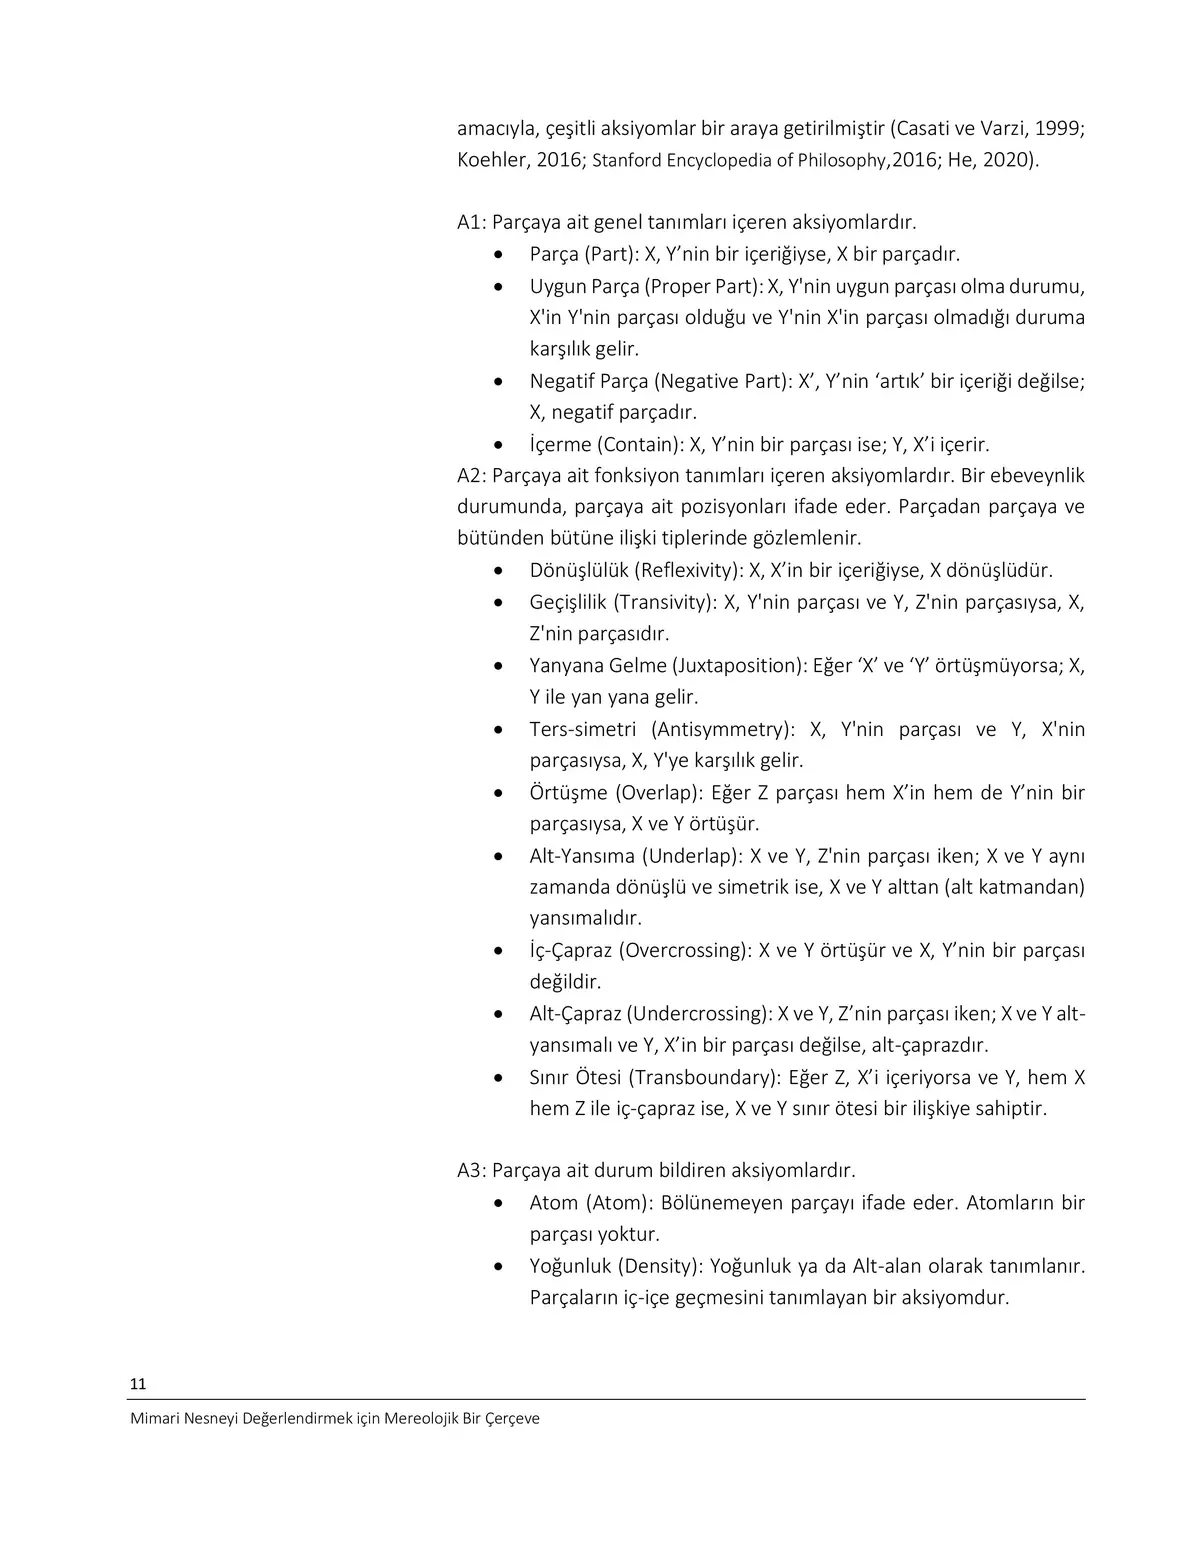 amacıyla, çeşitli aksiyomlar bir araya getirilmiştir (Casati ve Varzi, 1999;
Koehler, 2016; Stanford Encyclopedia of Philosophy,2016; He, 2020).
A1: Parçaya ait genel tanımları içeren aksiyomlardır.
• Parça (Part): X, Y’nin bir içeriğiyse, X bir parçadır.
• Uygun Parça (Proper Part): X, Y'nin uygun parçası olma durumu,
X'in Y'nin parçası olduğu ve Y'nin X'in parçası olmadığı duruma
karşılık gelir.
• Negatif Parça (Negative Part): X’, Y’nin ‘artık’ bir içeriği değilse;
X, negatif parçadır.
• İçerme (Contain): X, Y’nin bir parçası ise; Y, X’i içerir.
A2: Parçaya ait fonksiyon tanımları içeren aksiyomlardır. Bir ebeveynlik
durumunda, parçaya ait pozisyonları ifade eder. Parçadan parçaya ve
bütünden bütüne ilişki tiplerinde gözlemlenir.
• Dönüşlülük (Reflexivity): X, X’in bir içeriğiyse, X dönüşlüdür.
• Geçişlilik (Transivity): X, Y'nin parçası ve Y, Z'nin parçasıysa, X,
Z'nin parçasıdır.
• Yanyana Gelme (Juxtaposition): Eğer ‘X’ ve ‘Y’ örtüşmüyorsa; X,
Y ile yan yana gelir.
• Ters-simetri (Antisymmetry): X, Y'nin parçası ve Y, X'nin
parçasıysa, X, Y'ye karşılık gelir.
• Örtüşme (Overlap): Eğer Z parçası hem X’in hem de Y’nin bir
parçasıysa, X ve Y örtüşür.
• Alt-Yansıma (Underlap): X ve Y, Z'nin parçası iken; X ve Y aynı
zamanda dönüşlü ve simetrik ise, X ve Y alttan (alt katmandan)
yansımalıdır.
• İç-Çapraz (Overcrossing): X ve Y örtüşür ve X, Y’nin bir parçası
değildir.
• Alt-Çapraz (Undercrossing): X ve Y, Z’nin parçası iken; X ve Y alt-
yansımalı ve Y, X’in bir parçası değilse, alt-çaprazdır.
• Sınır Ötesi (Transboundary): Eğer Z, X’i içeriyorsa ve Y, hem X
hem Z ile iç-çapraz ise, X ve Y sınır ötesi bir ilişkiye sahiptir.
A3: Parçaya ait durum bildiren aksiyomlardır.
• Atom (Atom): Bölünemeyen parçayı ifade eder. Atomların bir
parçası yoktur.
• Yoğunluk (Density): Yoğunluk ya da Alt-alan olarak tanımlanır.
Parçaların iç-içe geçmesini tanımlayan bir aksiyomdur.
11
Mimari Nesneyi Değerlendirmek için Mereolojik Bir Çerçeve